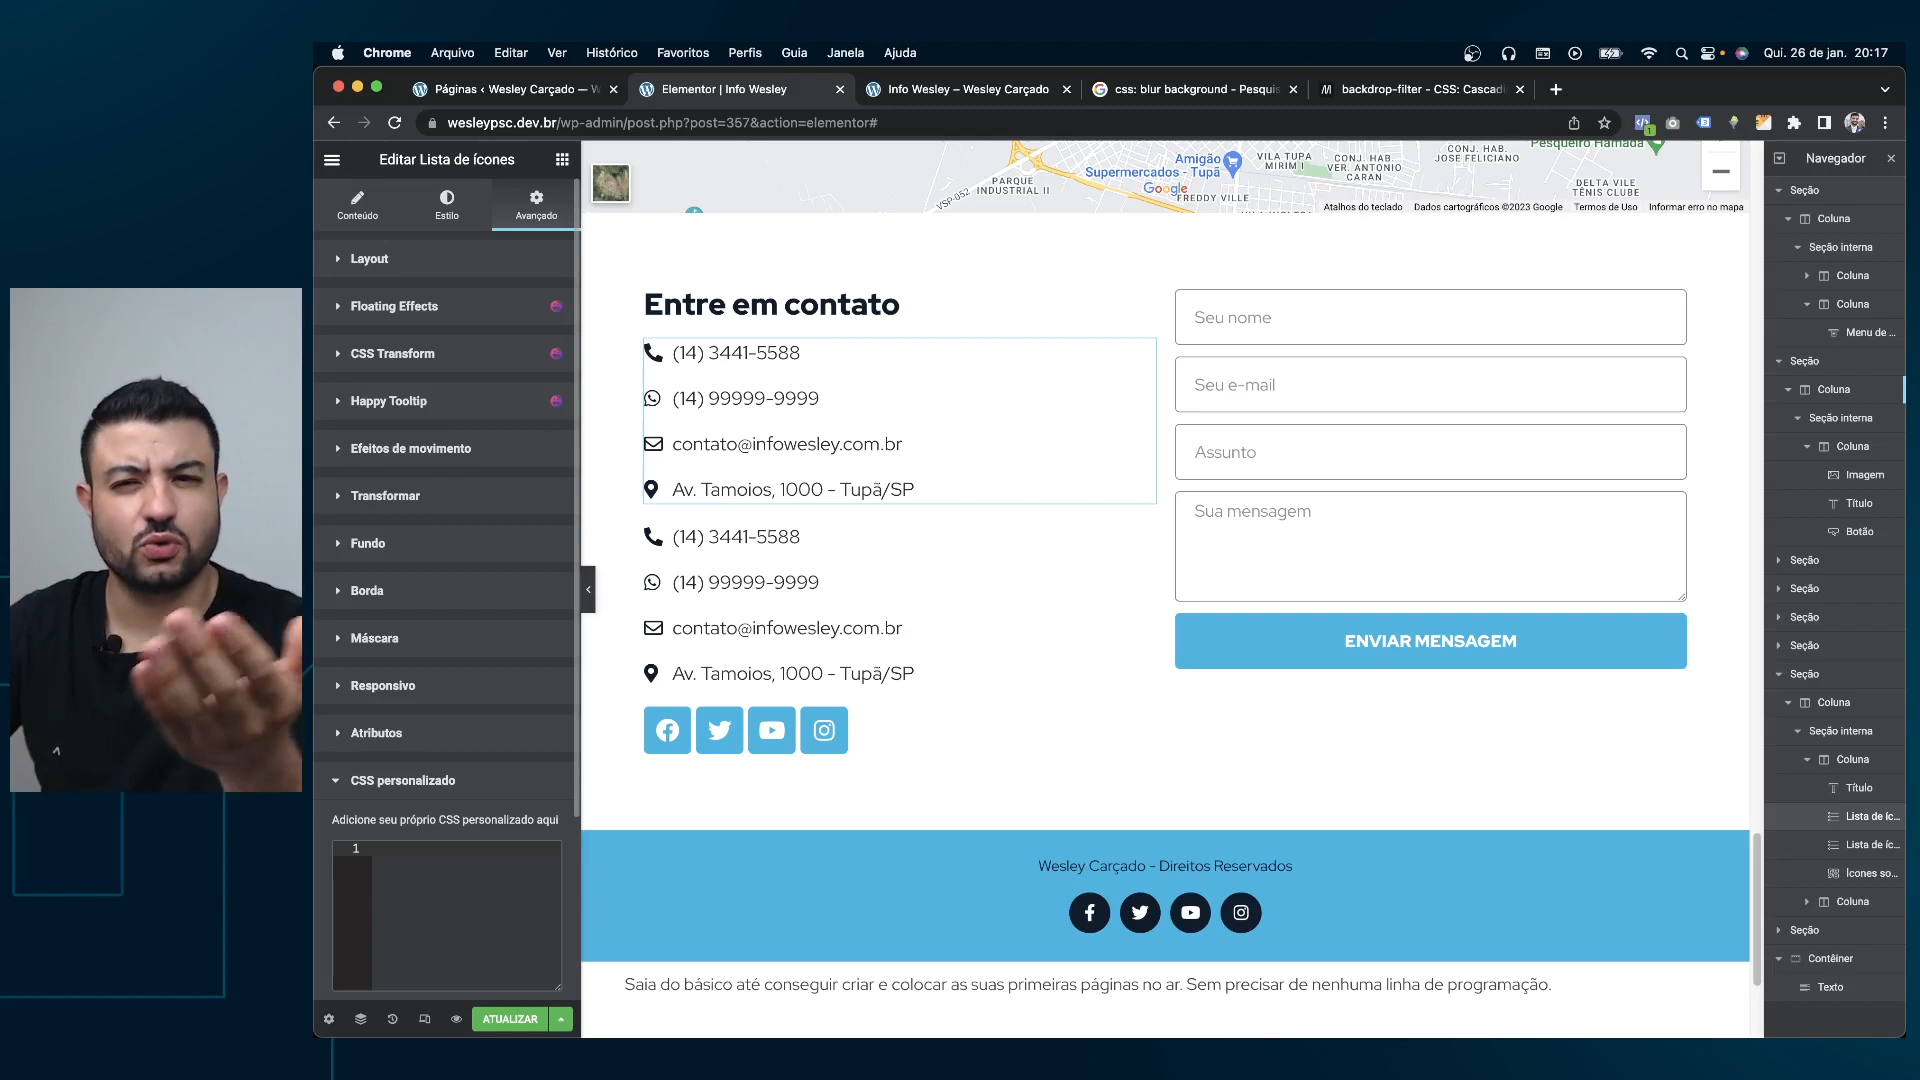 Chrome Arquivo Editar Ver Histórico Favoritos Perfis Guia Janela Ajuda
Qui. 26 de jan. 20:17
Páginas ‹ Wesley Carçado — W
Elementor | Info Wesley
Info Wesley – Wesley Carçado
css: blur background - Pesquis
backdrop-filter - CSS: Cascadi
wesleypsc.dev.br/wp-admin/post.php?post=357&action=elementor#
Editar Lista de ícones
Conteúdo
Estilo
Avançado
Layout
Floating Effects
CSS Transform
Happy Tooltip
Efeitos de movimento
Transformar
Fundo
Borda
Máscara
Responsivo
Atributos
CSS personalizado
Adicione seu próprio CSS personalizado aqui
1
ATUALIZAR
PARQUE
INDUSTRIAL II
VSP-052
Amigão
Supermercados - Tupã
Google
FREDDY VILLE
VILA TUPA
MIRIM I
CONJ. HAB.
VER. ANTONIO
CARAN
CONJ. HAB.
JOSE FELICIANO
Pesqueiro Hamada
DELTA VILE
TÊNIS CLUBE
Atalhos do teclado
Dados cartográficos ©2023 Google
Termos de Uso
Informar erro no mapa
Entre em contato
(14) 3441-5588
(14) 99999-9999
contato@infowesley.com.br
Av. Tamoios, 1000 - Tupã/SP
(14) 3441-5588
(14) 99999-9999
contato@infowesley.com.br
Av. Tamoios, 1000 - Tupã/SP
Seu nome
Seu e-mail
Assunto
Sua mensagem
ENVIAR MENSAGEM
Wesley Carçado - Direitos Reservados
Saia do básico até conseguir criar e colocar as suas primeiras páginas no ar. Sem precisar de nenhuma linha de programação.
Navegador
Seção
Coluna
Seção interna
Coluna
Coluna
Menu de ...
Seção
Coluna
Seção interna
Coluna
Imagem
Título
Botão
Seção
Seção
Seção
Seção
Seção
Coluna
Seção interna
Coluna
Título
Lista de íc...
Lista de íc...
Ícones so...
Coluna
Seção
Contêiner
Texto